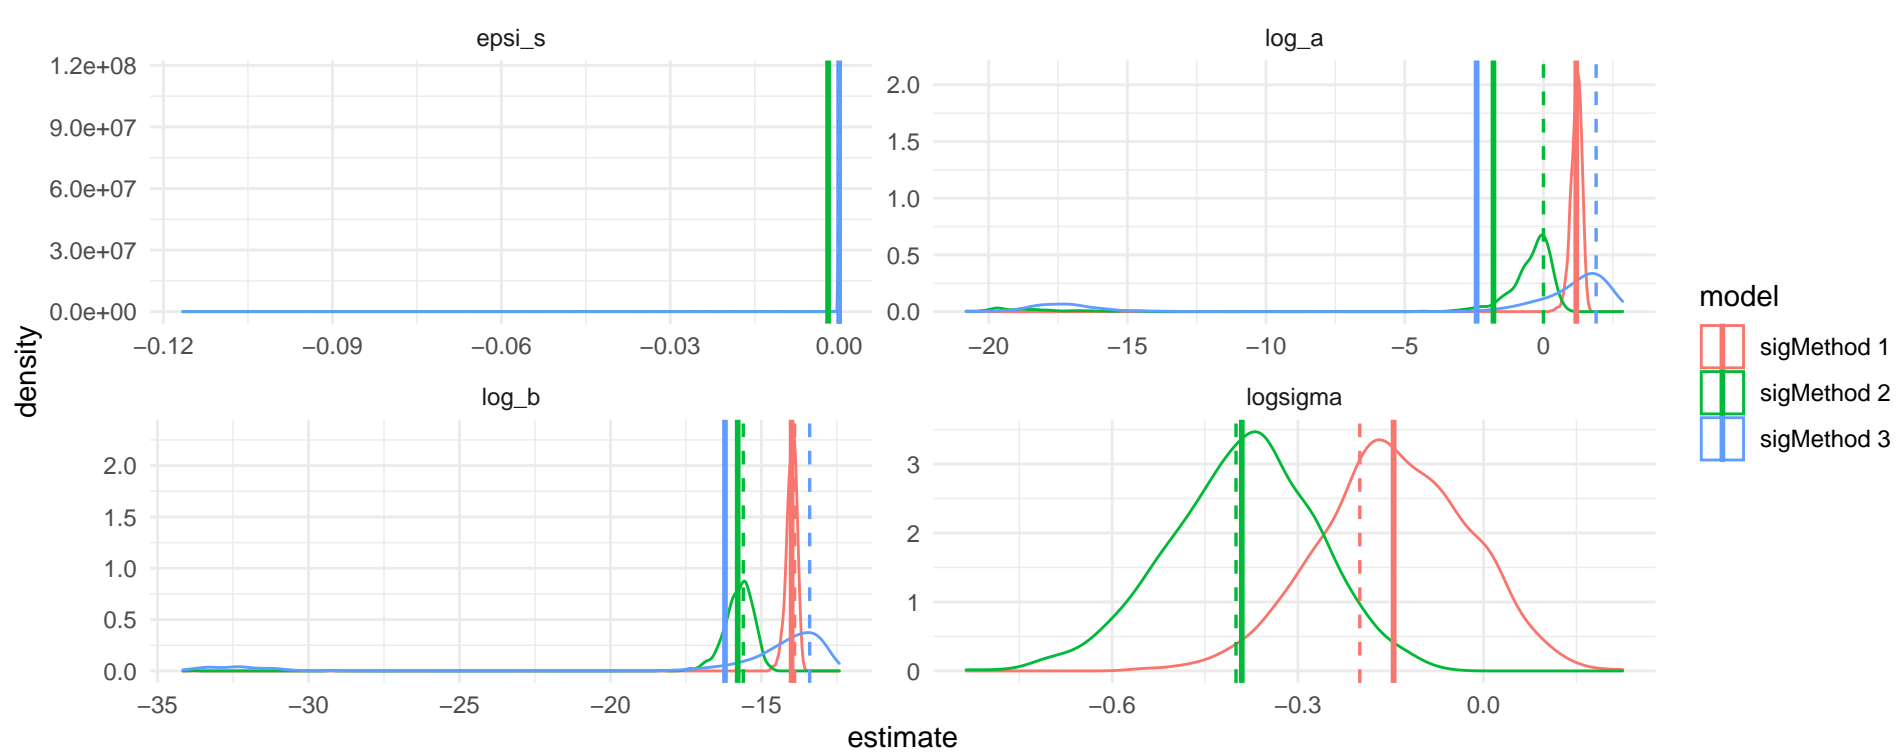 epsi_s
log_a
1.2e+08
9.0e+07
6.0e+07
3.0e+07
0.0e+00
−0.12 −0.09 −0.06 −0.03 0.00
2.0
1.5
1.0
0.5
0.0
−20 −15 −10 −5 0
log_b
logsigma
2.0
1.5
1.0
0.5
0.0
−35 −30 −25 −20 −15
3
2
1
0
−0.6 −0.3 0.0
density
estimate
model
sigMethod 1
sigMethod 2
sigMethod 3